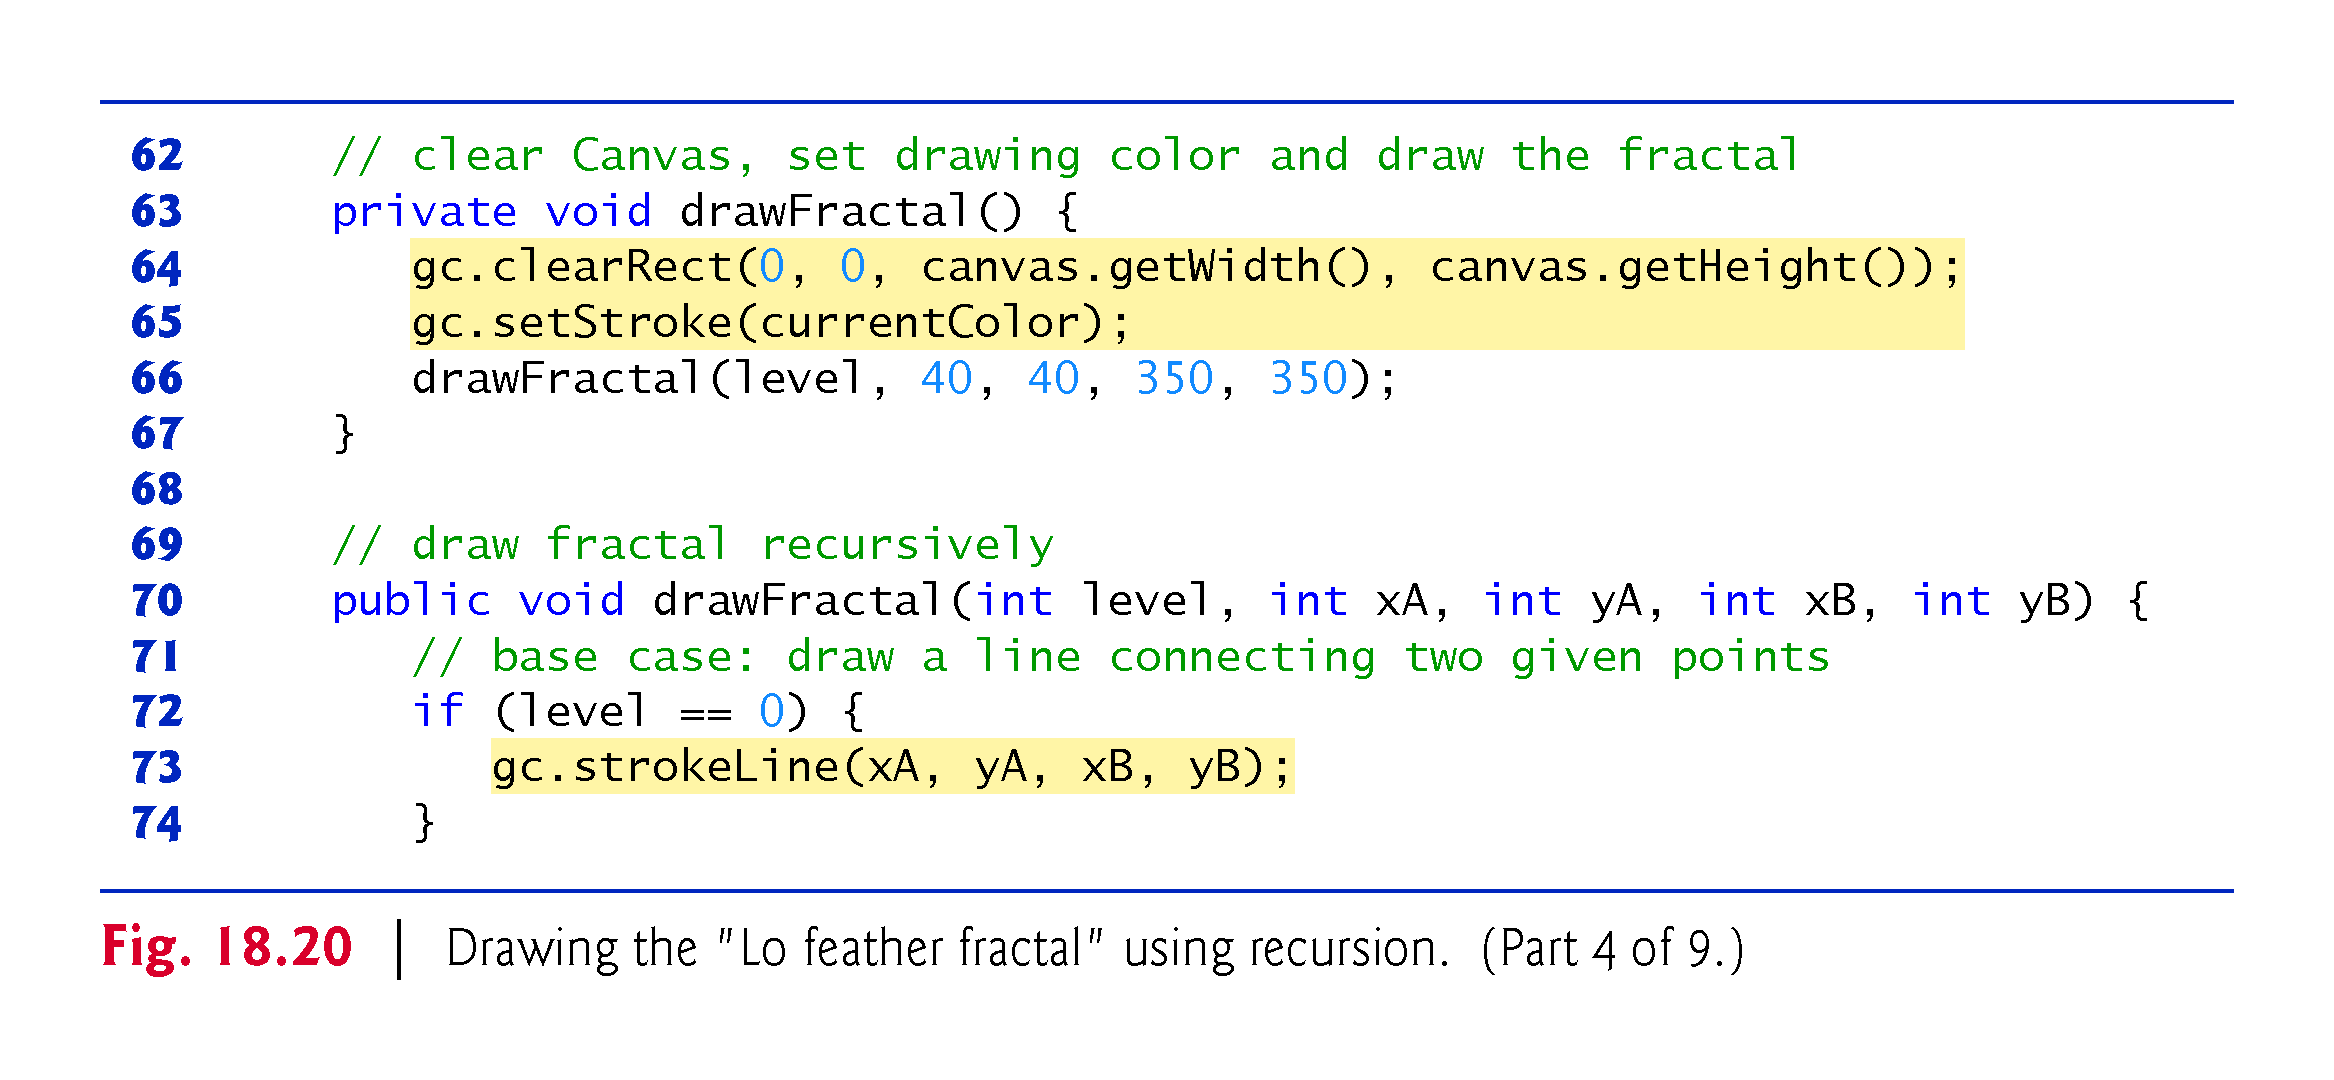 62 // clear Canvas, set drawing color and draw the fractal
63 private void drawFractal() {
64 gc.clearRect(0, 0, canvas.getWidth(), canvas.getHeight());
65 gc.setStroke(currentColor);
66 drawFractal(level, 40, 40, 350, 350);
67 }
68
69 // draw fractal recursively
70 public void drawFractal(int level, int xA, int yA, int xB, int yB) {
71 // base case: draw a line connecting two given points
72 if (level == 0) {
73 gc.strokeLine(xA, yA, xB, yB);
74 }
Fig. 18.20 | Drawing the "Lo feather fractal" using recursion. (Part 4 of 9.)